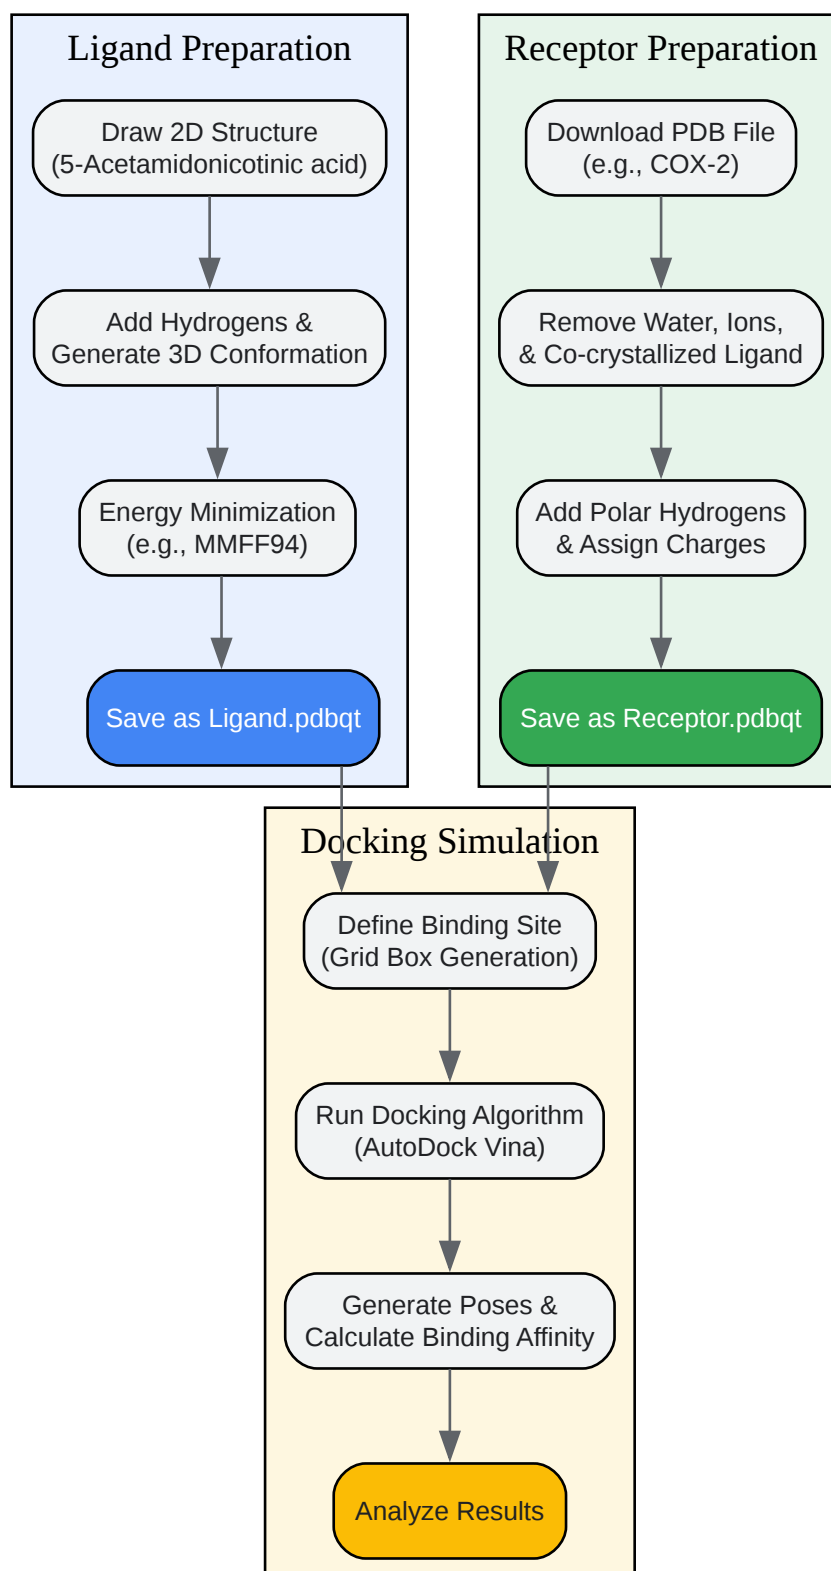 Ligand Preparation
Draw 2D Structure
(5-Acetamidonicotinic acid)
Add Hydrogens &
Generate 3D Conformation
Energy Minimization
(e.g., MMFF94)
Save as Ligand.pdbqt
Receptor Preparation
Download PDB File
(e.g., COX-2)
Remove Water, Ions,
& Co-crystallized Ligand
Add Polar Hydrogens
& Assign Charges
Save as Receptor.pdbqt
Docking Simulation
Define Binding Site
(Grid Box Generation)
Run Docking Algorithm
(AutoDock Vina)
Generate Poses &
Calculate Binding Affinity
Analyze Results